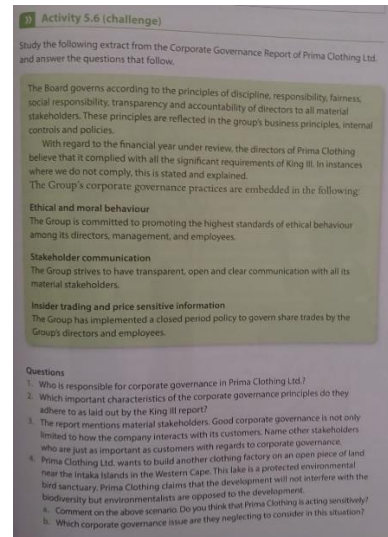 » Activity 5.6 (challenge)
Study the following extract from the Corporate Governance Report of Prima Clothing Ltd.
and answer the questions that follow.
The Board governs according to the principles of discipline, responsibility, fairness,
social responsibility, transparency and accountability of directors to all material
stakeholders. These principles are reflected in the group's business principles, internal
controls and policies.
With regard to the financial year under review, the directors of Prima Clothing
believe that it complied with all the significant requirements of King III. In instances
where we do not comply, this is stated and explained.
The Group's corporate governance practices are embedded in the following:
Ethical and moral behaviour
The Group is committed to promoting the highest standards of ethical behaviour
among its directors, management, and employees.
Stakeholder communication
The Group strives to have transparent, open and clear communication with all its
material stakeholders.
Insider trading and price sensitive information
The Group has implemented a closed period policy to govern share trades by the
Group's directors and employees.
Questions
1. Who is responsible for corporate governance in Prima Clothing Ltd.?
2. Which important characteristics of the corporate governance principles do they
adhere to as laid out by the King III report?
3. The report mentions material stakeholders. Good corporate governance is not only
limited to how the company interacts with its customers. Name other stakeholders
who are just as important as customers with regards to corporate governance.
4. Prima Clothing Ltd. wants to build another clothing factory on an open piece of land
near the Intaka Islands in the Western Cape. This lake is a protected environmental
bird sanctuary. Prima Clothing claims that the development will not interfere with the
biodiversity but environmentalists are opposed to the development.
a. Comment on the above scenario. Do you think that Prima Clothing is acting sensitively?
b. Which corporate governance issue are they neglecting to consider in this situation?